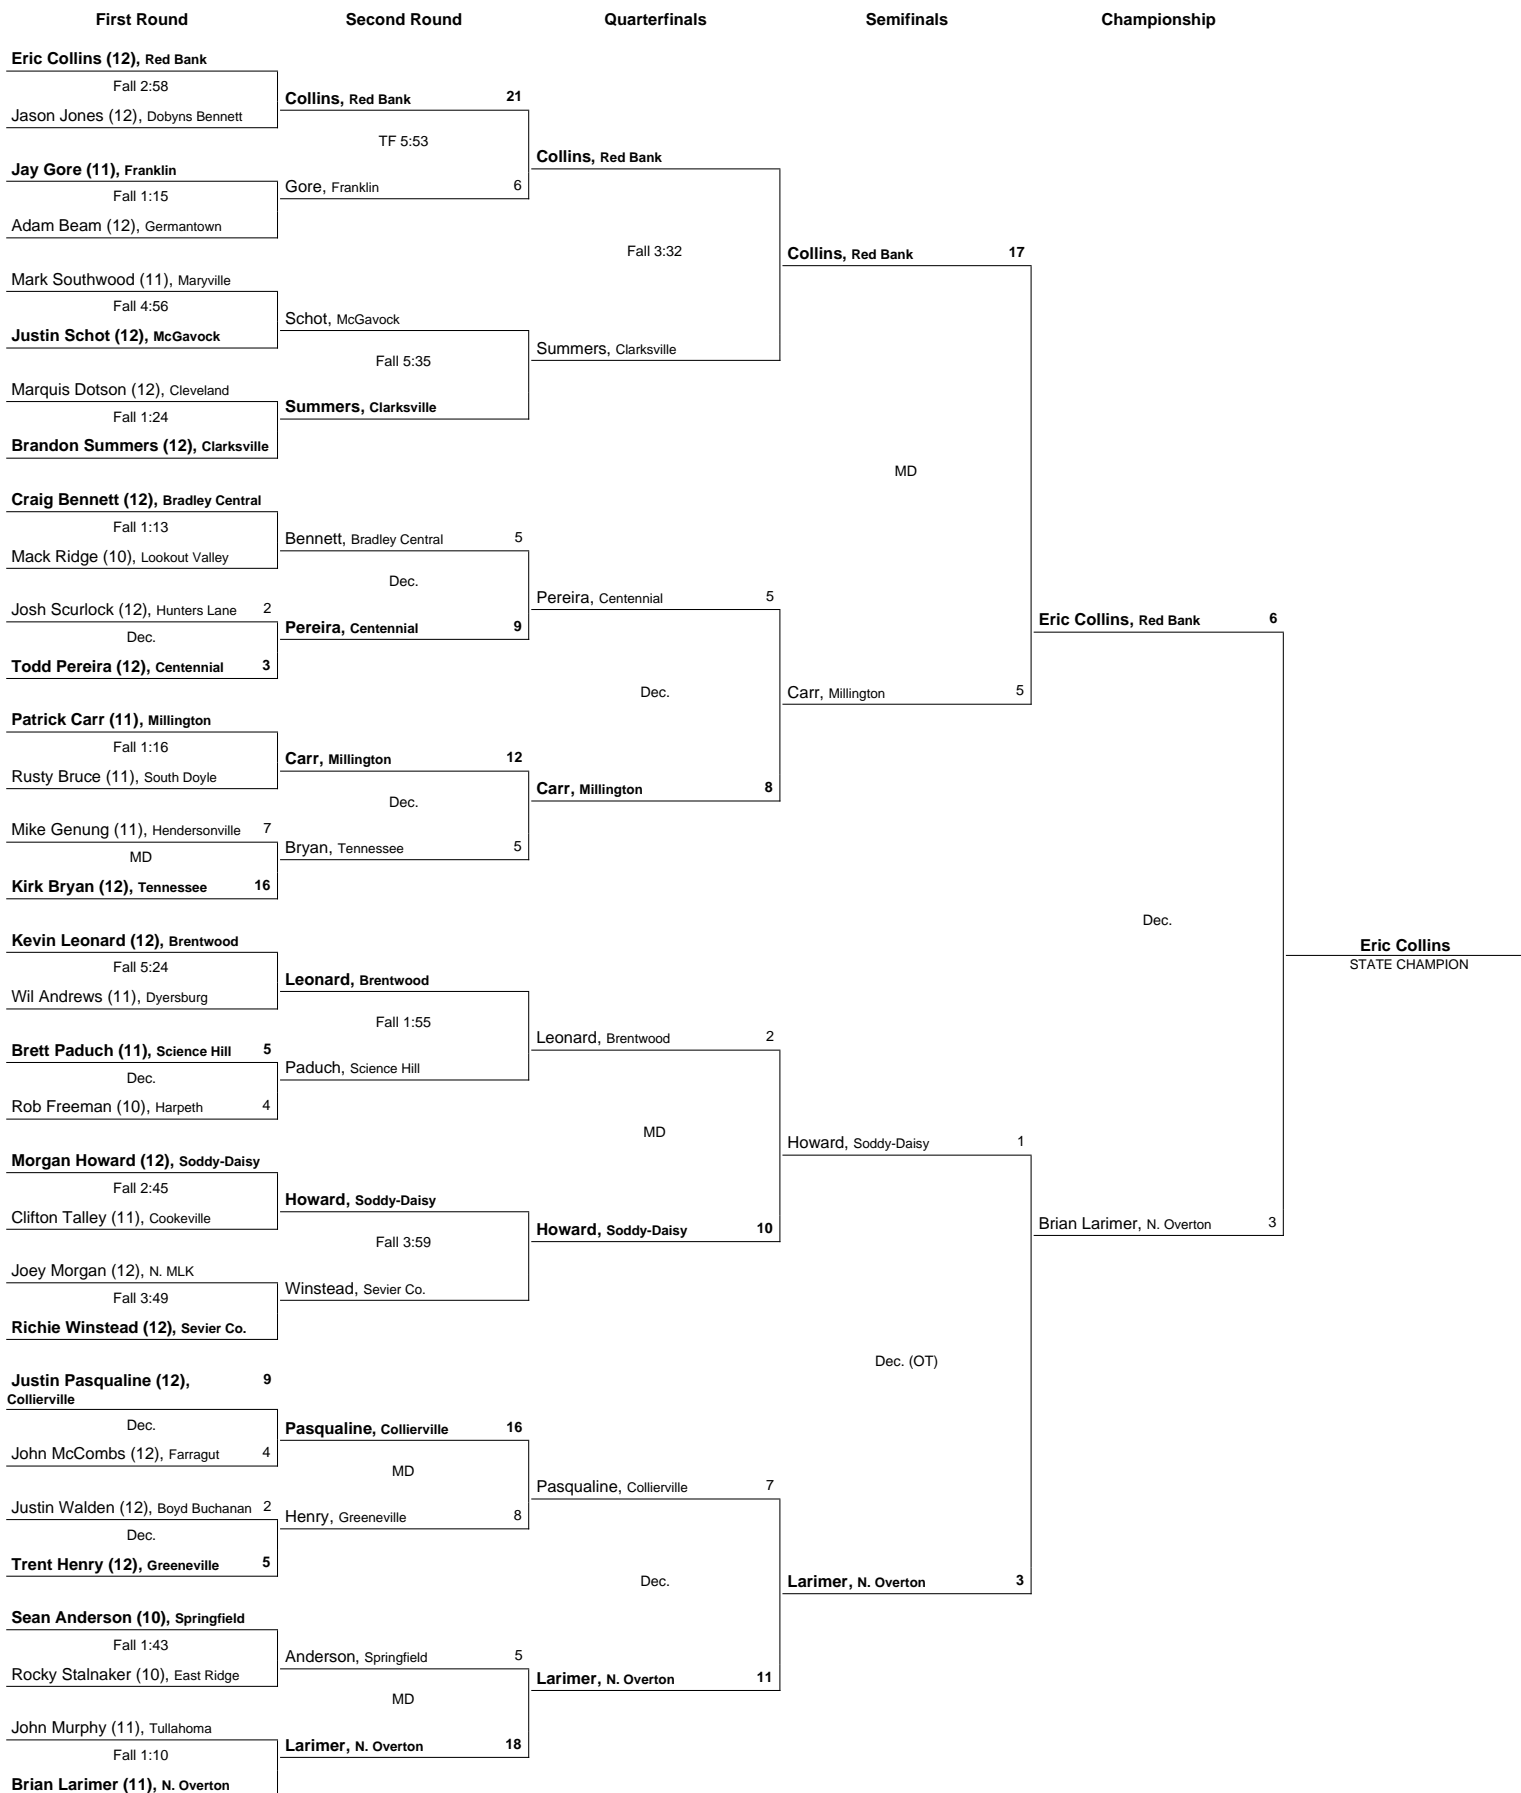 First Round
Second Round
Quarterfinals
Semifinals
Championship
Eric Collins (12), Red Bank
Fall 2:58
Jason Jones (12), Dobyns Bennett
Jay Gore (11), Franklin
Fall 1:15
Adam Beam (12), Germantown
Mark Southwood (11), Maryville
Fall 4:56
Justin Schot (12), McGavock
Marquis Dotson (12), Cleveland
Fall 1:24
Brandon Summers (12), Clarksville
Craig Bennett (12), Bradley Central
Fall 1:13
Mack Ridge (10), Lookout Valley
Josh Scurlock (12), Hunters Lane 2
Dec.
Todd Pereira (12), Centennial 3
Patrick Carr (11), Millington
Fall 1:16
Rusty Bruce (11), South Doyle
Mike Genung (11), Hendersonville 7
MD
Kirk Bryan (12), Tennessee 16
Kevin Leonard (12), Brentwood
Fall 5:24
Wil Andrews (11), Dyersburg
Brett Paduch (11), Science Hill 5
Dec.
Rob Freeman (10), Harpeth 4
Morgan Howard (12), Soddy-Daisy
Fall 2:45
Clifton Talley (11), Cookeville
Joey Morgan (12), N. MLK
Fall 3:49
Richie Winstead (12), Sevier Co.
Justin Pasqualine (12), 9
Collierville
Dec.
John McCombs (12), Farragut 4
Justin Walden (12), Boyd Buchanan 2
Dec.
Trent Henry (12), Greeneville 5
Sean Anderson (10), Springfield
Fall 1:43
Rocky Stalnaker (10), East Ridge
John Murphy (11), Tullahoma
Fall 1:10
Brian Larimer (11), N. Overton
Collins, Red Bank 21
TF 5:53
Gore, Franklin 6
Schot, McGavock
Fall 5:35
Summers, Clarksville
Bennett, Bradley Central 5
Dec.
Pereira, Centennial 9
Carr, Millington 12
Dec.
Bryan, Tennessee 5
Leonard, Brentwood
Fall 1:55
Paduch, Science Hill
Howard, Soddy-Daisy
Fall 3:59
Winstead, Sevier Co.
Pasqualine, Collierville 16
MD
Henry, Greeneville 8
Anderson, Springfield 5
MD
Larimer, N. Overton 18
Collins, Red Bank
Fall 3:32
Summers, Clarksville
Pereira, Centennial 5
Dec.
Carr, Millington 8
Leonard, Brentwood 2
MD
Howard, Soddy-Daisy 10
Pasqualine, Collierville 7
Dec.
Larimer, N. Overton 11
Collins, Red Bank 17
MD
Carr, Millington 5
Howard, Soddy-Daisy 1
Dec. (OT)
Larimer, N. Overton 3
Eric Collins, Red Bank 6
Dec.
Brian Larimer, N. Overton 3
Eric Collins
STATE CHAMPION